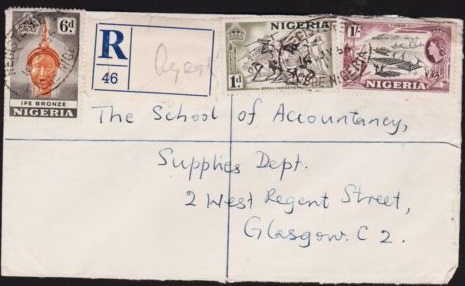 6d
IFE BRONZE
NIGERIA
R
46
NIGERIA
1d
1/-
NIGERIA
The School of Accountancy,
Supplies Dept.
2 West Regent Street,
Glasgow. C 2.